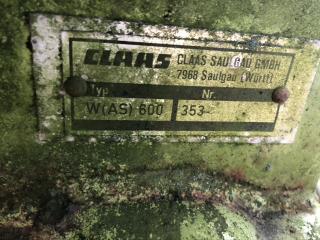 CLAAS CLAAS SAULGAU GMBH
7968 Saulgau (Württ)
Typ Nr.
W(AS) 600 353-